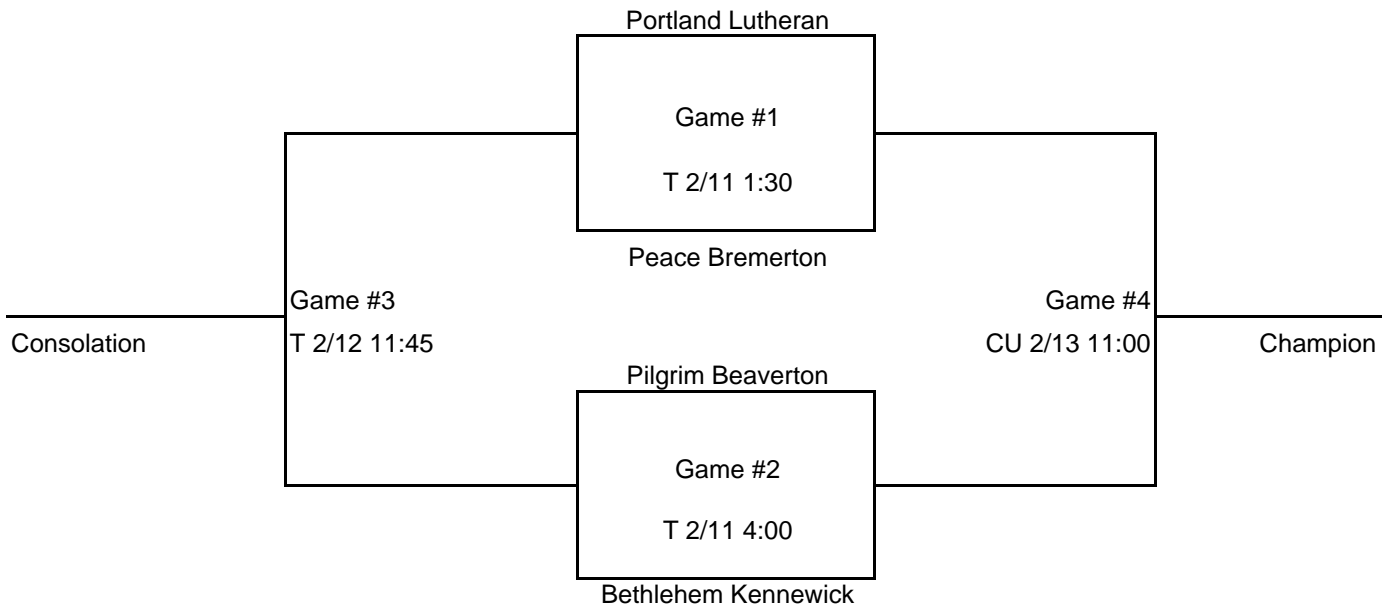 Portland Lutheran
Game #1
T 2/11 1:30
Peace Bremerton
Game #3
Game #4
Consolation
T 2/12 11:45
CU 2/13 11:00
Champion
Pilgrim Beaverton
Game #2
T 2/11 4:00
Bethlehem Kennewick